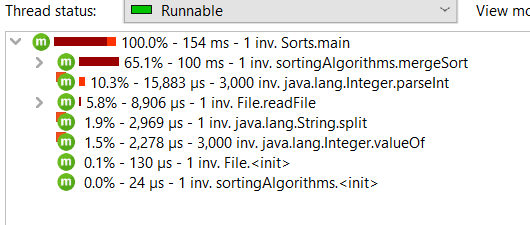 Thread status: Runnable View mo
m 100.0% - 154 ms - 1 inv. Sorts.main
m 65.1% - 100 ms - 1 inv. sortingAlgorithms.mergeSort
m 10.3% - 15,883 µs - 3,000 inv. java.lang.Integer.parseInt
m 5.8% - 8,906 µs - 1 inv. File.readFile
m 1.9% - 2,969 µs - 1 inv. java.lang.String.split
m 1.5% - 2,278 µs - 3,000 inv. java.lang.Integer.valueOf
m 0.1% - 130 µs - 1 inv. File.<init>
m 0.0% - 24 µs - 1 inv. sortingAlgorithms.<init>